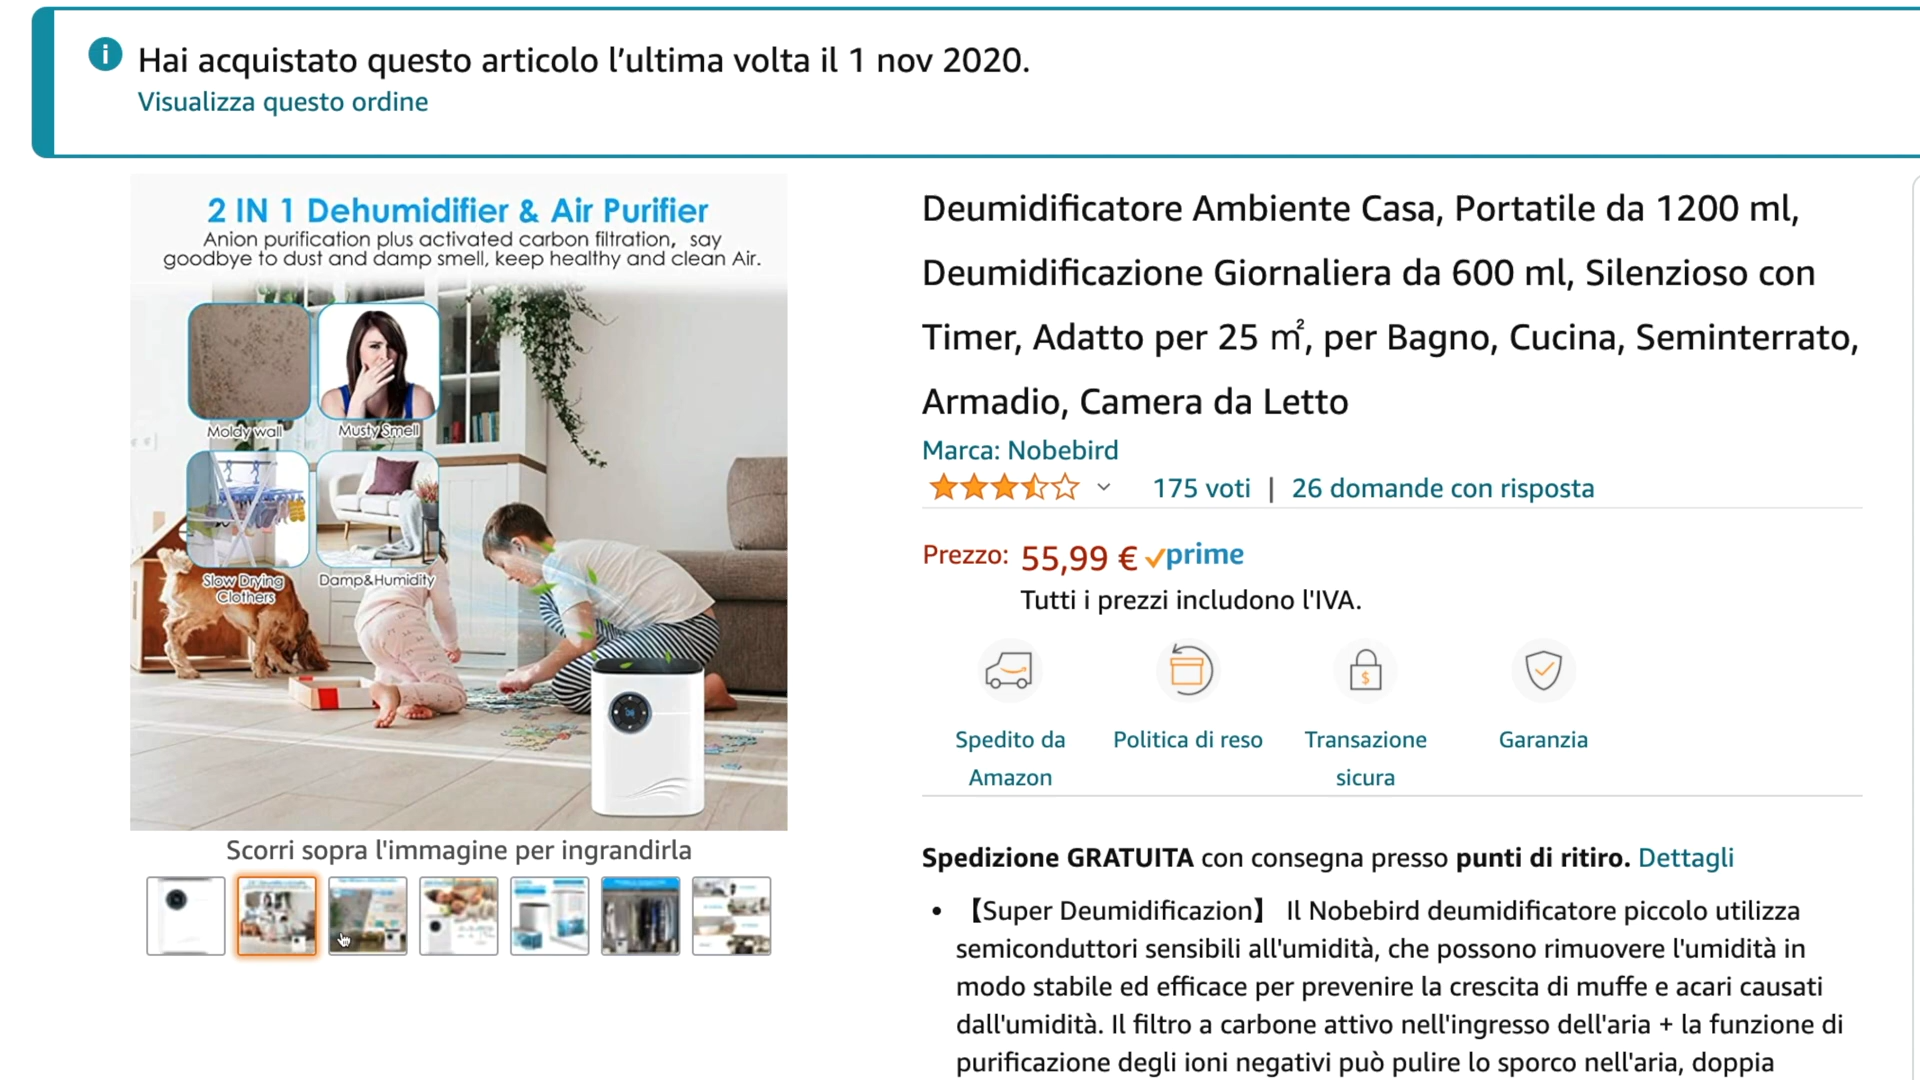 Hai acquistato questo articolo l’ultima volta il 1 nov 2020.
Visualizza questo ordine
2 IN 1 Dehumidifier & Air Purifier
Anion purification plus activated carbon filtration, say
goodbye to dust and damp smell, keep healthy and clean Air.
Moldy wall
Musty Smell
Slow Drying
Clothers
Damp&Humidity
Scorri sopra l'immagine per ingrandirla
Deumidificatore Ambiente Casa, Portatile da 1200 ml,
Deumidificazione Giornaliera da 600 ml, Silenzioso con
Timer, Adatto per 25 ㎡, per Bagno, Cucina, Seminterrato,
Armadio, Camera da Letto
Marca: Nobebird
175 voti | 26 domande con risposta
Prezzo: 55,99 € prime
Tutti i prezzi includono l'IVA.
Spedito da
Amazon
Politica di reso
Transazione
sicura
Garanzia
Spedizione GRATUITA con consegna presso punti di ritiro. Dettagli
• 【Super Deumidificazion】 Il Nobebird deumidificatore piccolo utilizza
semiconduttori sensibili all'umidità, che possono rimuovere l'umidità in
modo stabile ed efficace per prevenire la crescita di muffe e acari causati
dall'umidità. Il filtro a carbone attivo nell'ingresso dell'aria + la funzione di
purificazione degli ioni negativi può pulire lo sporco nell'aria, doppia